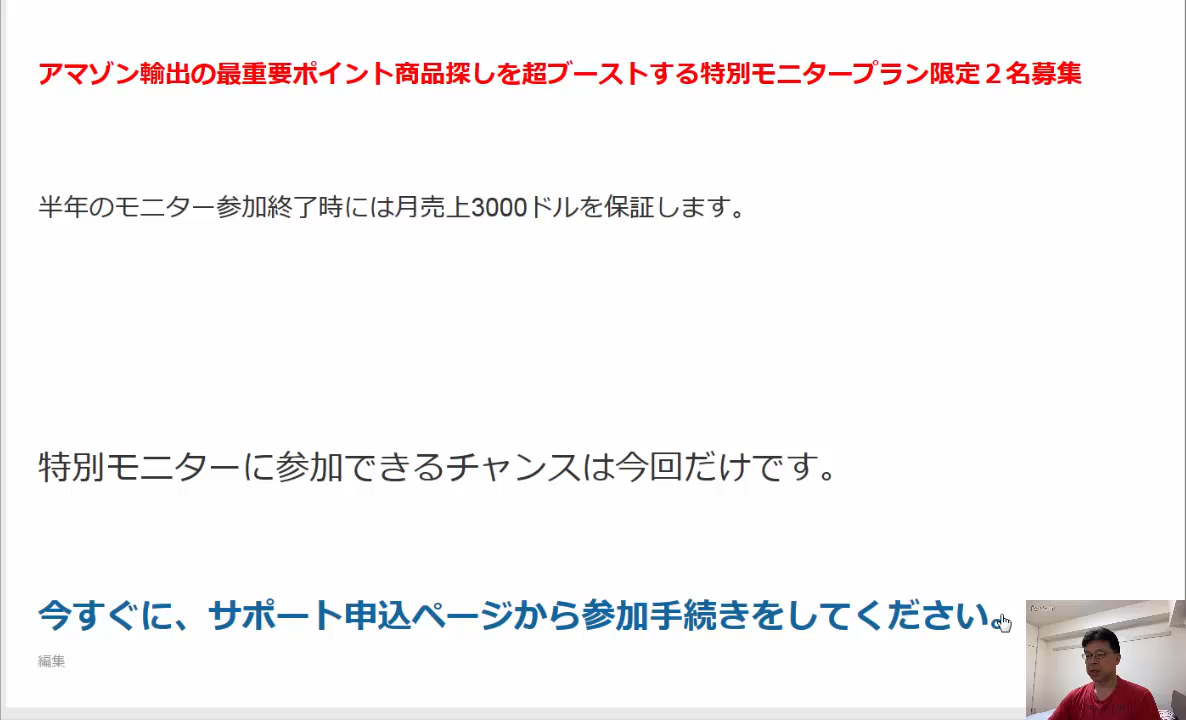 アマゾン輸出の最重要ポイント商品探しを超ブーストする特別モニタープラン限定２名募集
半年のモニター参加終了時には月売上3000ドルを保証します。
特別モニターに参加できるチャンスは今回だけです。
今すぐに、サポート申込ページから参加手続きをしてください。
編集